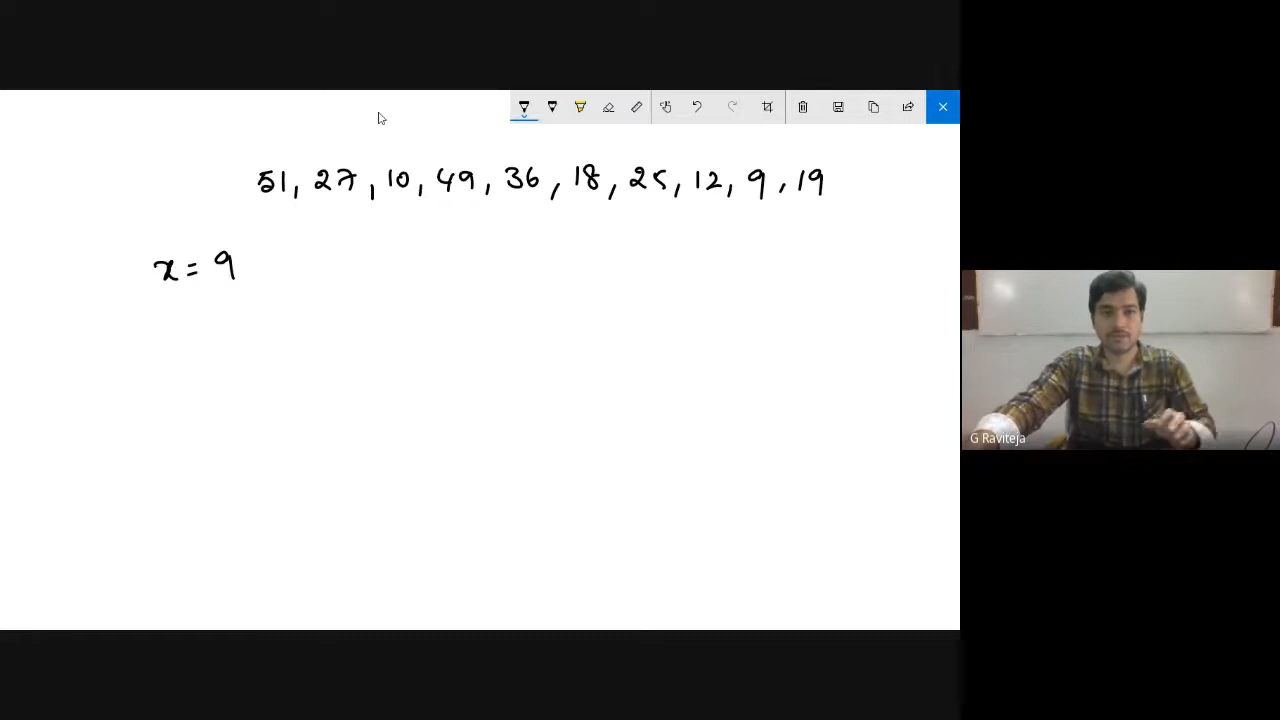 51, 27, 10, 49, 36, 18, 25, 12, 9, 19
x = 9
G Raviteja